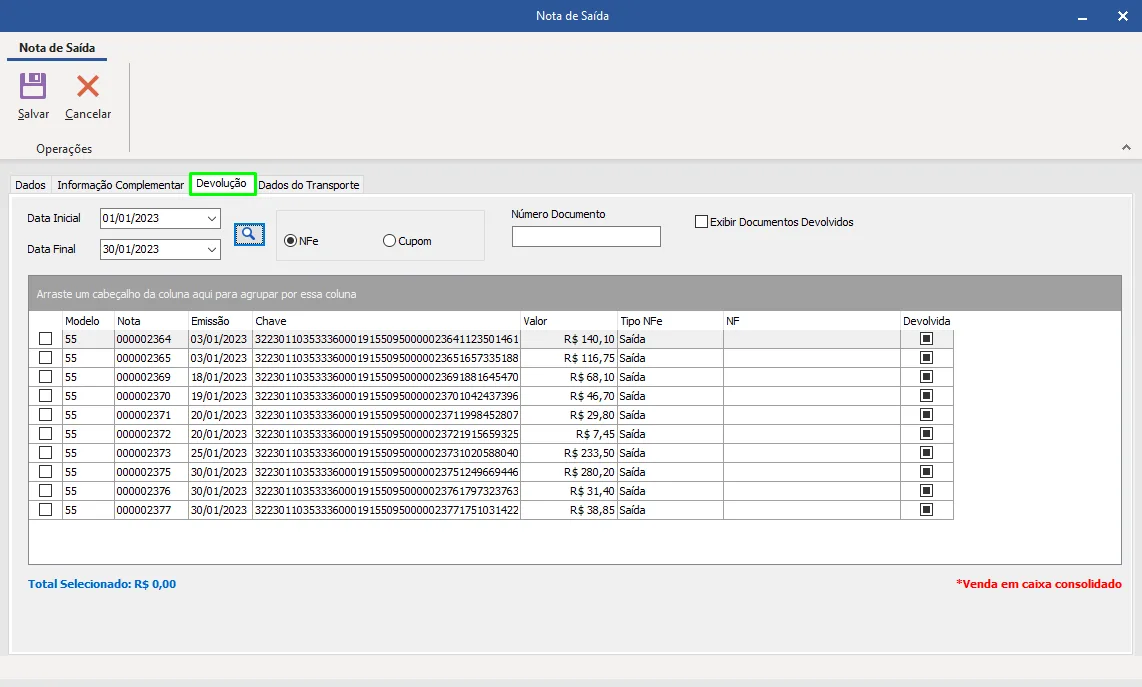 Nota de Saída
Nota de Saída
Salvar Cancelar
Operações
Dados Informação Complementar Devolução Dados do Transporte
Data Inicial 01/01/2023 NFe Cupom Número Documento Exibir Documentos Devolvidos
Data Final 30/01/2023
Arraste um cabeçalho da coluna aqui para agrupar por essa coluna
Modelo Nota Emissão Chave Valor Tipo NFe NF Devolvida
55 000002364 03/01/2023 32230110353336000191550950000023641123501461 R$ 140,10 Saída
55 000002365 03/01/2023 32230110353336000191550950000023651657335188 R$ 116,75 Saída
55 000002369 18/01/2023 32230110353336000191550950000023691881645470 R$ 68,10 Saída
55 000002370 19/01/2023 32230110353336000191550950000023701042437396 R$ 46,70 Saída
55 000002371 20/01/2023 32230110353336000191550950000023711998452807 R$ 29,80 Saída
55 000002372 20/01/2023 32230110353336000191550950000023721915659325 R$ 7,45 Saída
55 000002373 25/01/2023 32230110353336000191550950000023731020588040 R$ 233,50 Saída
55 000002375 30/01/2023 32230110353336000191550950000023751249669446 R$ 280,20 Saída
55 000002376 30/01/2023 32230110353336000191550950000023761797323763 R$ 31,40 Saída
55 000002377 30/01/2023 32230110353336000191550950000023771751031422 R$ 38,85 Saída
Total Selecionado: R$ 0,00 *Venda em caixa consolidado